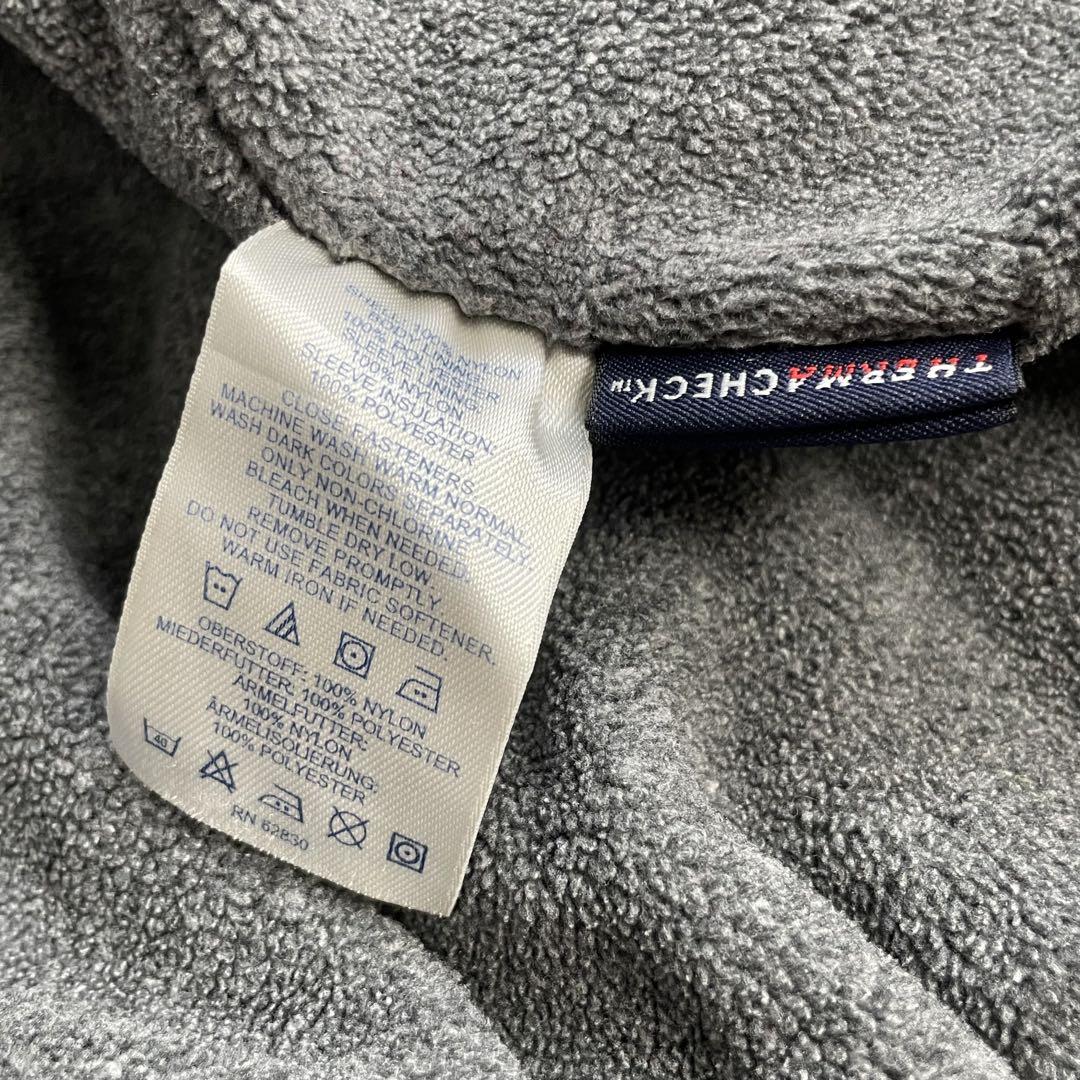 SHELL: 100% NYLON
BODY LINING:
100% POLYESTER
SLEEVE LINING:
100% NYLON
SLEEVE INSULATION:
100% POLYESTER
CLOSE FASTENERS.
MACHINE WASH WARM NORMAL.
WASH DARK COLORS SEPARATELY.
ONLY NON-CHLORINE
BLEACH WHEN NEEDED.
TUMBLE DRY LOW.
REMOVE PROMPTLY
DO NOT USE FABRIC SOFTENER.
WARM IRON IF NEEDED.
OBERSTOFF: 100% NYLON
MIEDERFUTTER: 100% POLYESTER
ÄRMELFUTTER:
100% NYLON
ÄRMELISOLIERUNG:
100% POLYESTER
40
RN 62830
THERMACHECK™